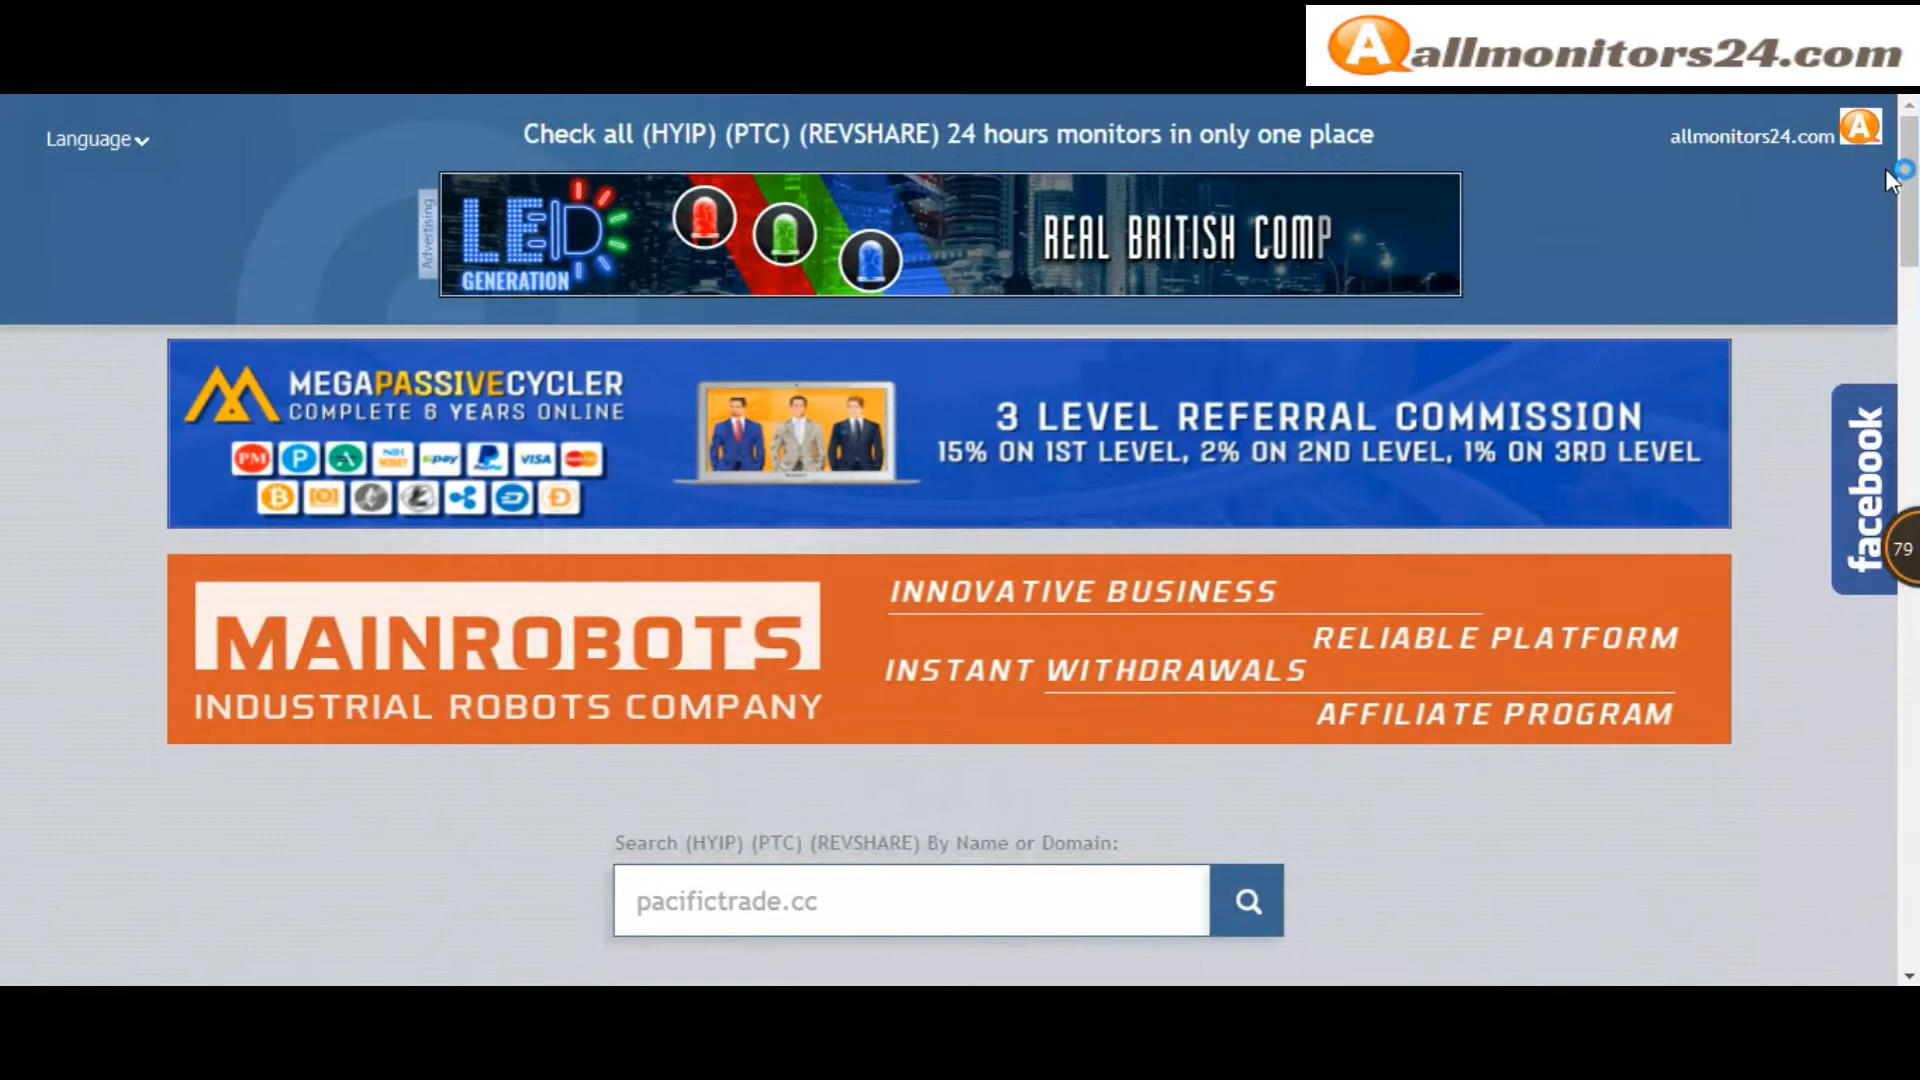 allmonitors24.com
Language
Check all (HYIP) (PTC) (REVSHARE) 24 hours monitors in only one place
allmonitors24.com
Advertising
LED
GENERATION
REAL BRITISH COMP
MEGAPASSIVECYCLER
COMPLETE 6 YEARS ONLINE
PM
PayPal
VISA
3 LEVEL REFERRAL COMMISSION
15% ON 1ST LEVEL, 2% ON 2ND LEVEL, 1% ON 3RD LEVEL
facebook
79
MAINROBOTS
INDUSTRIAL ROBOTS COMPANY
INNOVATIVE BUSINESS
RELIABLE PLATFORM
INSTANT WITHDRAWALS
AFFILIATE PROGRAM
Search (HYIP) (PTC) (REVSHARE) By Name or Domain:
pacifictrade.cc